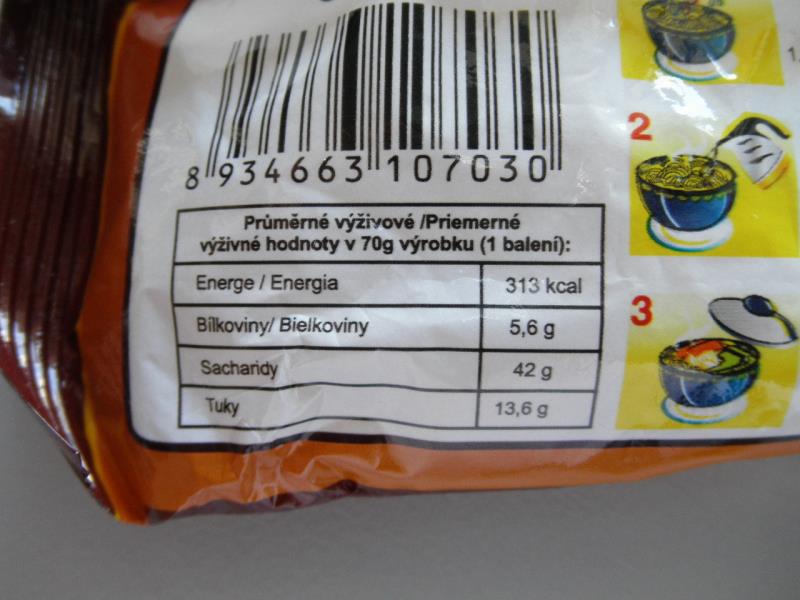 8 934663 107030
Průměrné výživové /Priemerné
výživné hodnoty v 70g výrobku (1 balení):
Energe / Energia 313 kcal
Bílkoviny/ Bielkoviny 5,6 g
Sacharidy 42 g
Tuky 13,6 g
2
3